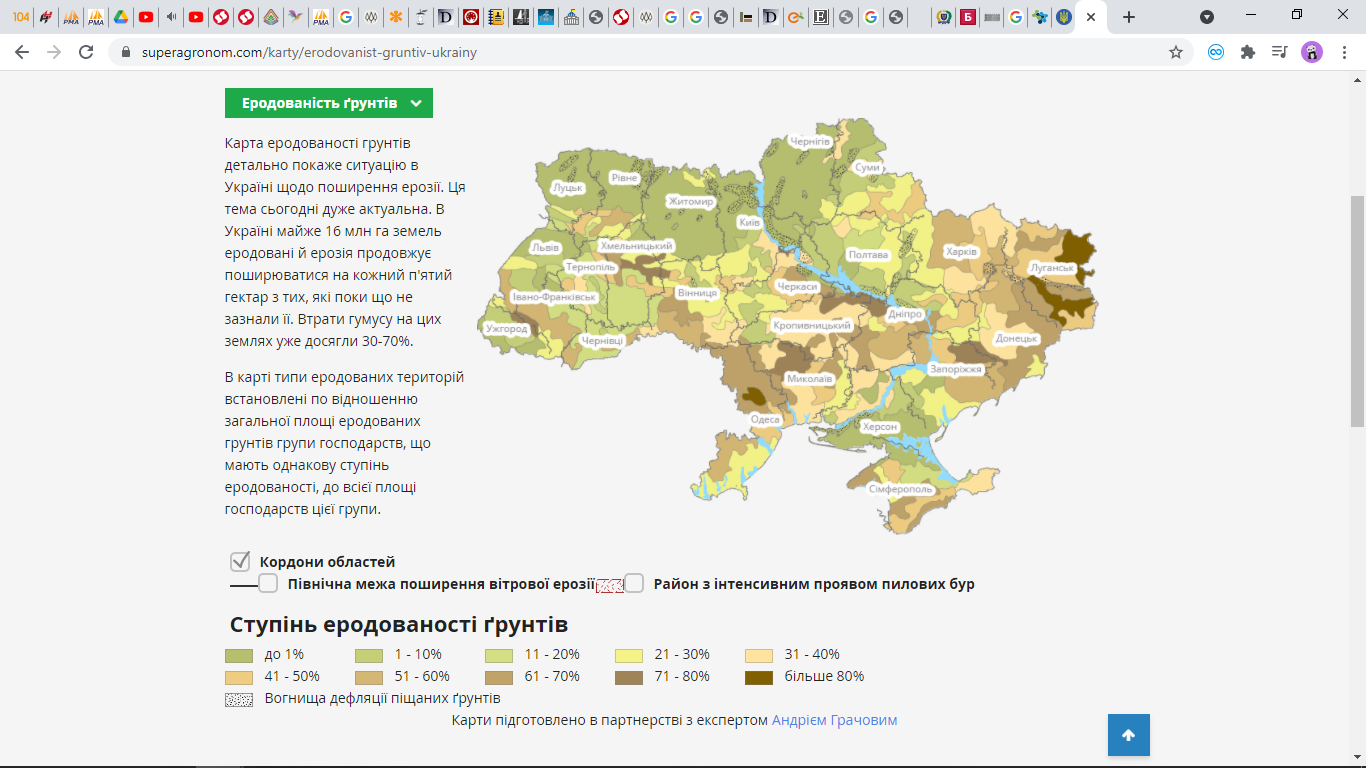 104
superagronom.com/karty/erodovanist-gruntiv-ukrainy
Еродованість ґрунтів
Карта еродованості грунтів
детально покаже ситуацію в
Україні щодо поширення ерозії. Ця
тема сьогодні дуже актуальна. В
Україні майже 16 млн га земель
еродовані й ерозія продовжує
поширюватися на кожний п'ятий
гектар з тих, які поки що не
зазнали її. Втрати гумусу на цих
землях уже досягли 30-70%.
В карті типи еродованих територій
встановлені по відношенню
загальної площі еродованих
грунтів групи господарств, що
мають однакову ступінь
еродованості, до всієї площі
господарств цієї групи.
Чернігів
Суми
Рівне
Луцьк
Житомир
Київ
Львів
Хмельницький
Тернопіль
Полтава
Харків
Луганськ
Івано-Франківськ
Вінниця
Черкаси
Ужгород
Чернівці
Кропивницький
Дніпро
Донецьк
Запоріжжя
Миколаїв
Одеса
Херсон
Сімферополь
Кордони областей
Північна межа поширення вітрової ерозії
Район з інтенсивним проявом пилових бур
Ступінь еродованості ґрунтів
до 1% 1 - 10% 11 - 20% 21 - 30% 31 - 40%
41 - 50% 51 - 60% 61 - 70% 71 - 80% більше 80%
Вогнища дефляції піщаних ґрунтів
Карти підготовлено в партнерстві з експертом Андрієм Грачовим